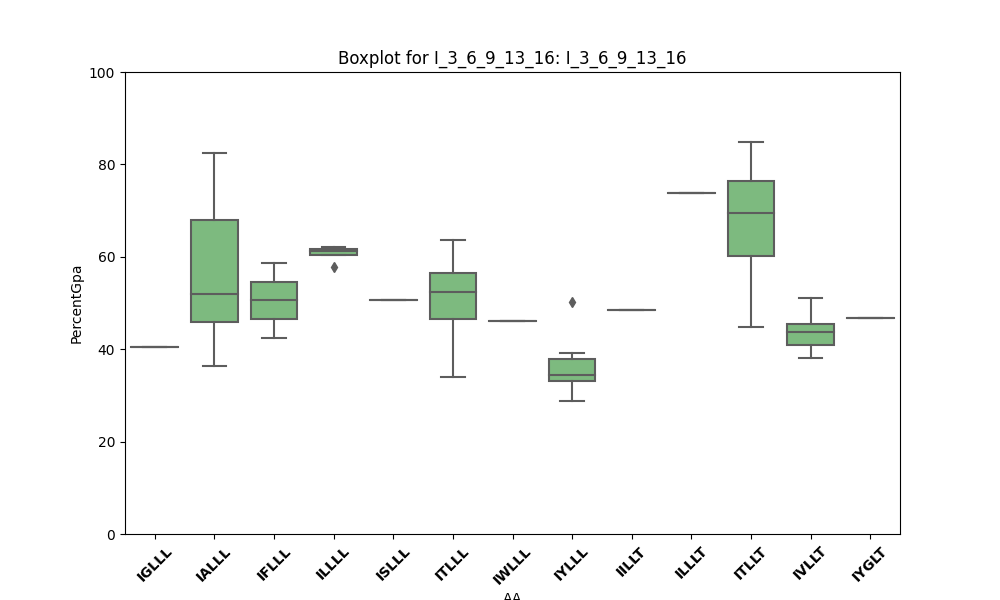 Boxplot for I_3_6_9_13_16: I_3_6_9_13_16
100
80
60
40
20
0
PercentGpa
IGLLL
IALLL
IFLLL
ILLLL
ISLLL
ITLLL
IWLLL
IYLLL
IILLT
ILLLT
ITLLT
IVLLT
IYGLT
AA